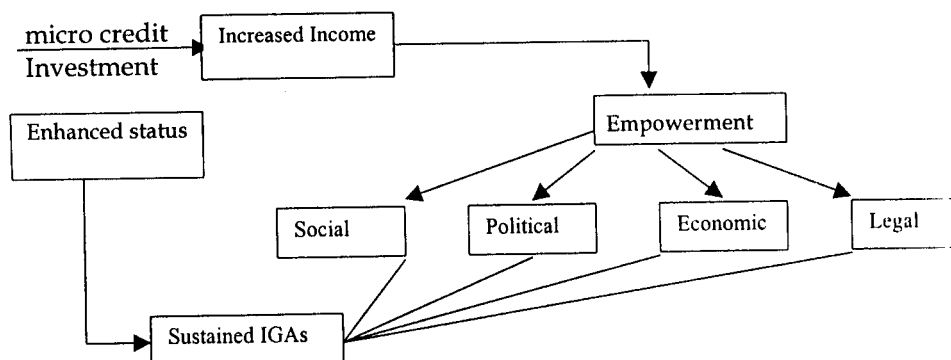 micro credit
Investment
Increased Income
Enhanced status
Empowerment
Social
Political
Economic
Legal
Sustained IGAs